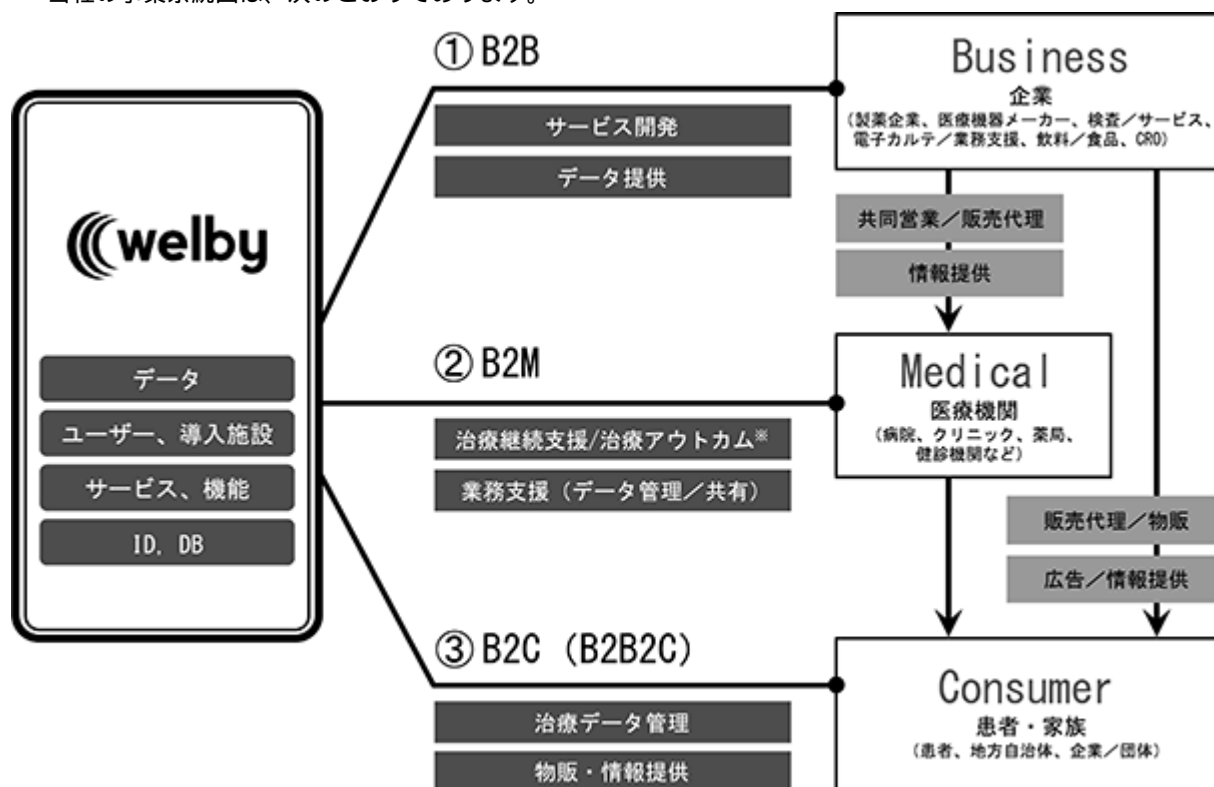 当社の事業系統図は、次のとおりであります。
① B2B
サービス開発
データ提供
Business
企業
(製薬企業、医療機器メーカー、検査/サービス、
電子カルテ/業務支援、飲料/食品、CRO)
共同営業/販売代理
情報提供
welby
データ
ユーザー、導入施設
サービス、機能
ID, DB
② B2M
治療継続支援/治療アウトカム※
業務支援(データ管理/共有)
Medical
医療機関
(病院、クリニック、薬局、
健診機関など)
販売代理/物販
広告/情報提供
③ B2C (B2B2C)
治療データ管理
物販・情報提供
Consumer
患者・家族
(患者、地方自治体、企業/団体)